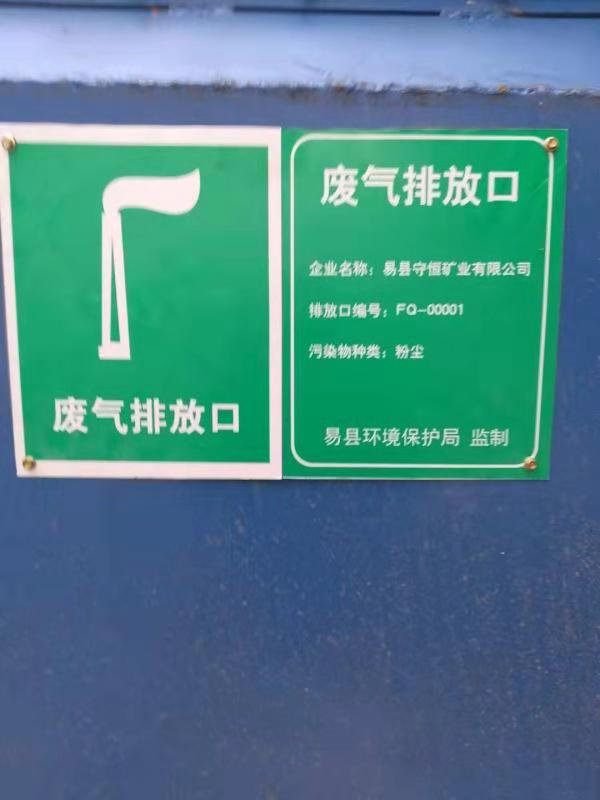 废气排放口
废气排放口
企业名称：易县守恒矿业有限公司
排放口编号：FQ-00001
污染物种类：粉尘
易县环境保护局 监制